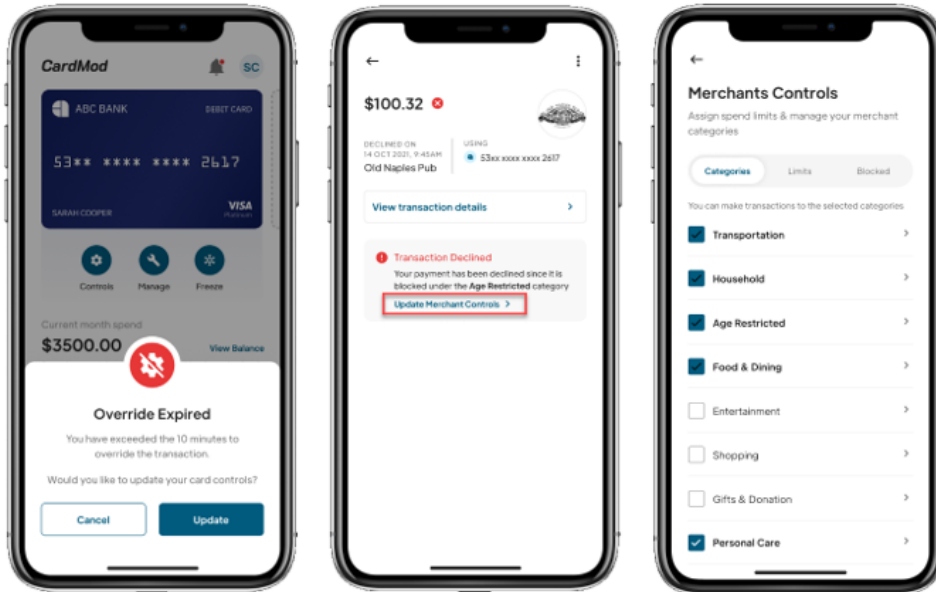 CardMod
SC
ABC BANK
DEBIT CARD
53** **** **** 2617
SARAH COOPER
VISA
Platinum
Controls
Manage
Freeze
Current month spend
$3500.00
View Balance
Override Expired
You have exceeded the 10 minutes to
override the transaction.
Would you like to update your card controls?
Cancel
Update
$100.32
DECLINED ON
14 OCT 2021, 9:45AM
Old Naples Pub
USING
53xx xxxx xxxx 2617
View transaction details
Transaction Declined
Your payment has been declined since it is
blocked under the Age Restricted category
Update Merchant Controls
Merchants Controls
Assign spend limits & manage your merchant
categories
Categories
Limits
Blocked
You can make transactions to the selected categories
Transportation
Household
Age Restricted
Food & Dining
Entertainment
Shopping
Gifts & Donation
Personal Care